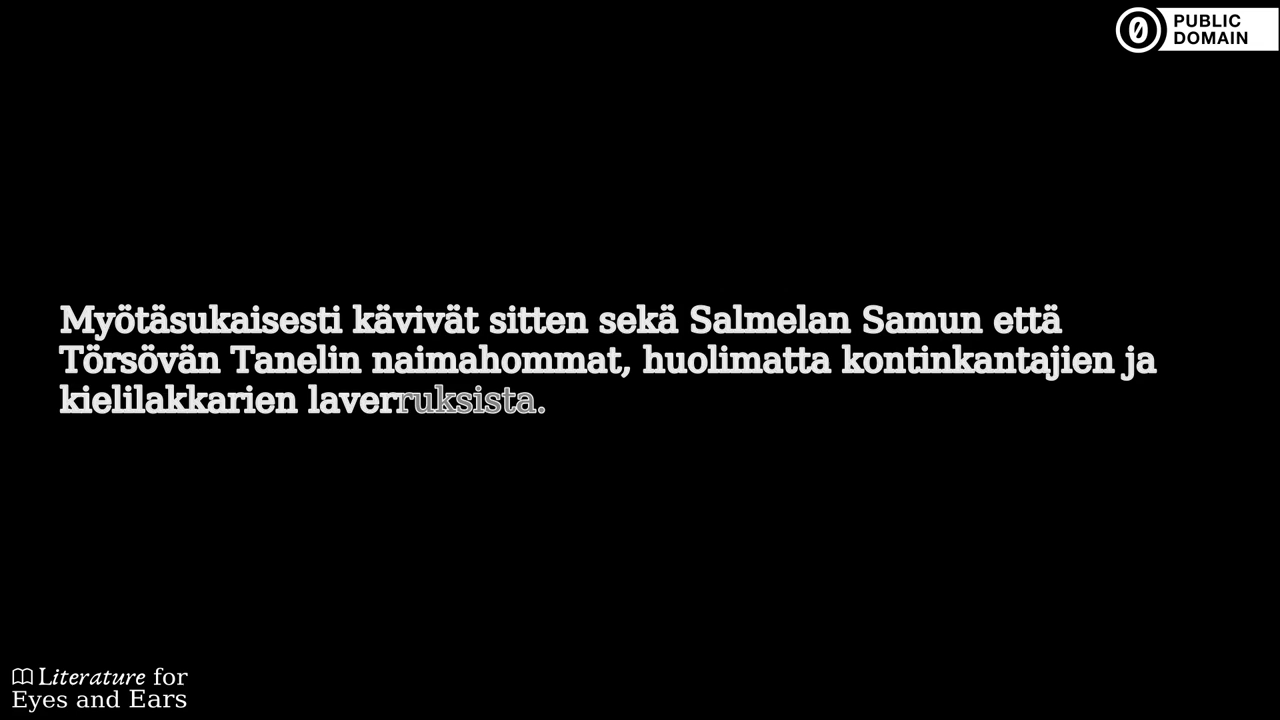 PUBLIC
DOMAIN
Myötäsukaisesti kävivät sitten sekä Salmelan Samun että
Törsövän Tanelin naimahommat, huolimatta kontinkantajien ja
kielilakkarien laverruksista.
Literature for
Eyes and Ears